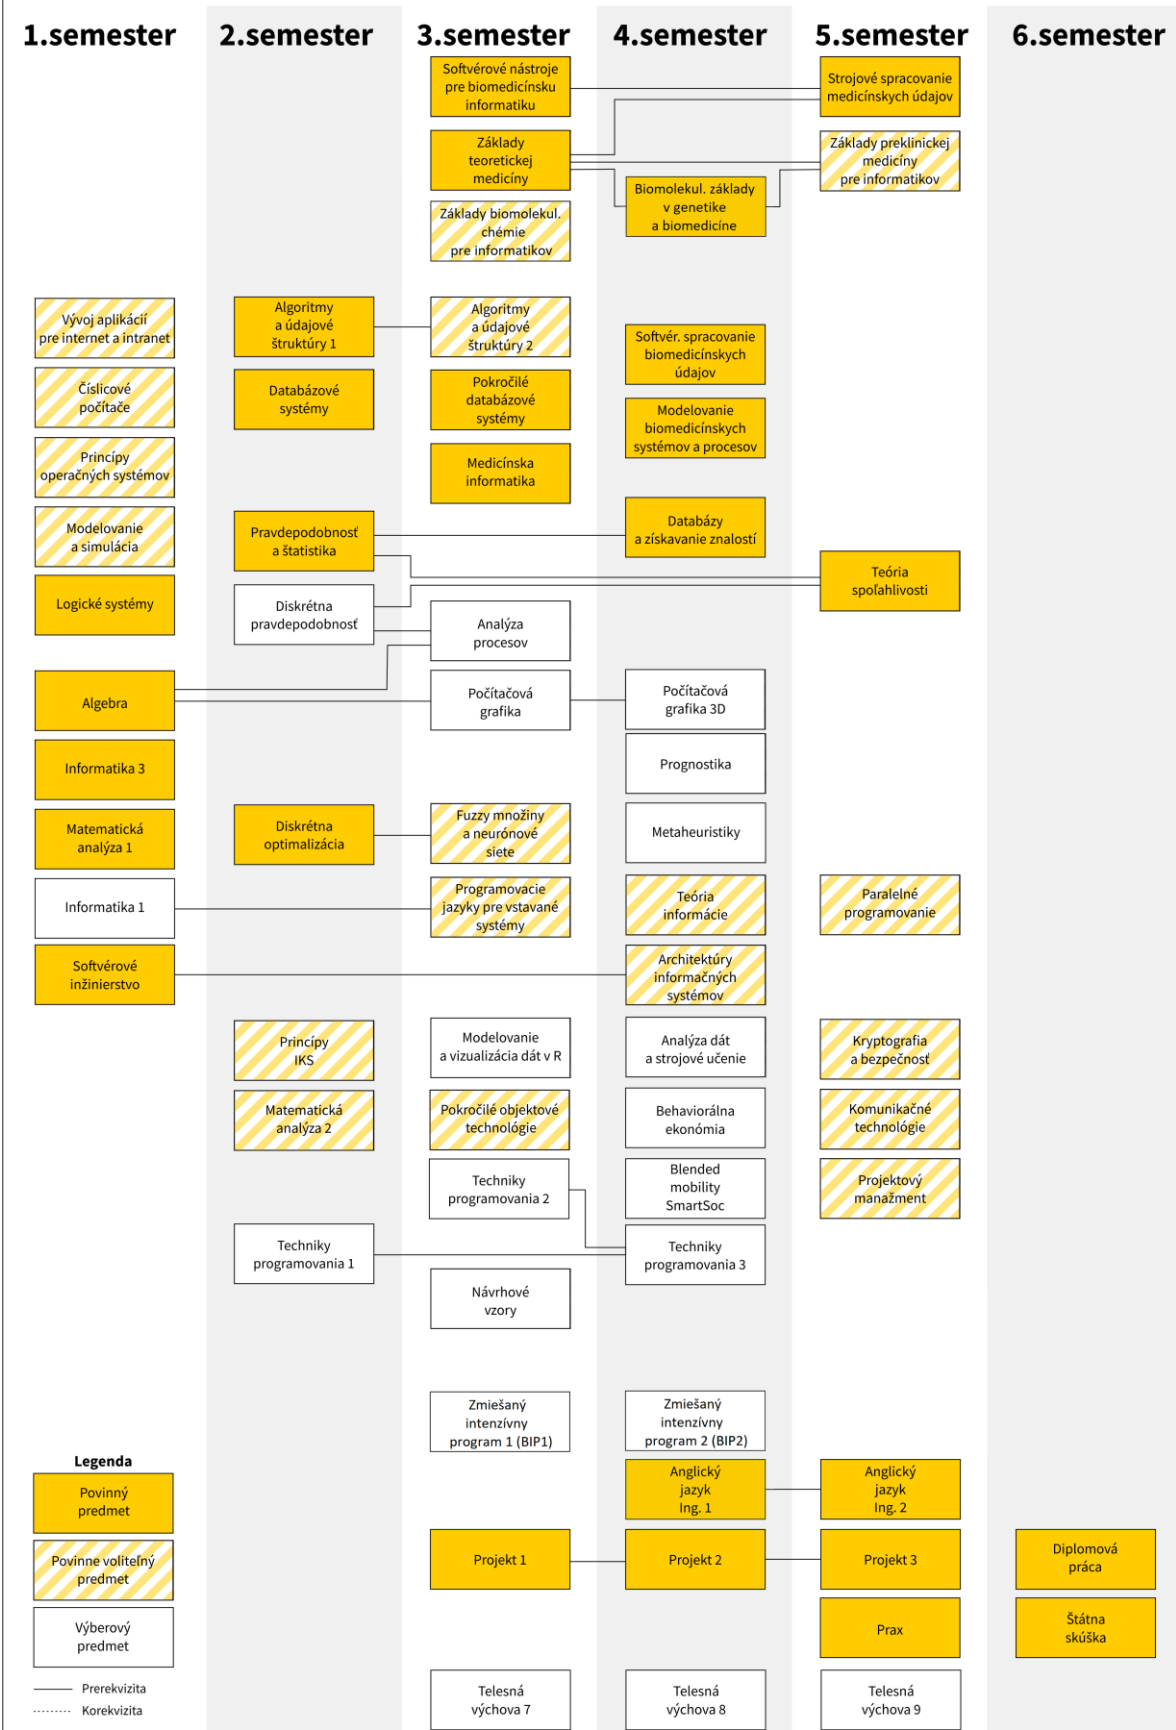 1.semester
2.semester
3.semester
4.semester
5.semester
6.semester
Softvérové nástroje
pre biomedicínsku
informatiku
Strojové spracovanie
medicínskych údajov
Základy
teoretickej
medicíny
Základy preklinickej
medicíny
pre informatikov
Biomolekul. základy
v genetike
a biomedicíne
Základy biomolekul.
chémie
pre informatikov
Vývoj aplikácií
pre internet a intranet
Algoritmy
a údajové
štruktúry 1
Algoritmy
a údajové
štruktúry 2
Softvér. spracovanie
biomedicínskych
údajov
Číslicové
počítače
Databázové
systémy
Pokročilé
databázové
systémy
Modelovanie
biomedicínskych
systémov a procesov
Princípy
operačných systémov
Medicínska
informatika
Modelovanie
a simulácia
Pravdepodobnosť
a štatistika
Databázy
a získavanie znalostí
Teória
spoľahlivosti
Logické systémy
Diskrétna
pravdepodobnosť
Analýza
procesov
Algebra
Počítačová
grafika
Počítačová
grafika 3D
Informatika 3
Prognostika
Matematická
analýza 1
Diskrétna
optimalizácia
Fuzzy množiny
a neurónové
siete
Metaheuristiky
Informatika 1
Programovacie
jazyky pre vstavané
systémy
Teória
informácie
Paralelné
programovanie
Softvérové
inžinierstvo
Architektúry
informačných
systémov
Princípy
IKS
Modelovanie
a vizualizácia dát v R
Analýza dát
a strojové učenie
Kryptografia
a bezpečnosť
Matematická
analýza 2
Pokročilé objektové
technológie
Behaviorálna
ekonómia
Komunikačné
technológie
Techniky
programovania 2
Blended
mobility
SmartSoc
Projektový
manažment
Techniky
programovania 1
Techniky
programovania 3
Návrhové
vzory
Zmiešaný
intenzívny
program 1 (BIP1)
Zmiešaný
intenzívny
program 2 (BIP2)
Anglický
jazyk
Ing. 1
Anglický
jazyk
Ing. 2
Projekt 1
Projekt 2
Projekt 3
Diplomová
práca
Prax
Štátna
skúška
Telesná
výchova 7
Telesná
výchova 8
Telesná
výchova 9
Legenda
Povinný
predmet
Povinne voliteľný
predmet
Výberový
predmet
Prerekvizita
Korekvizita